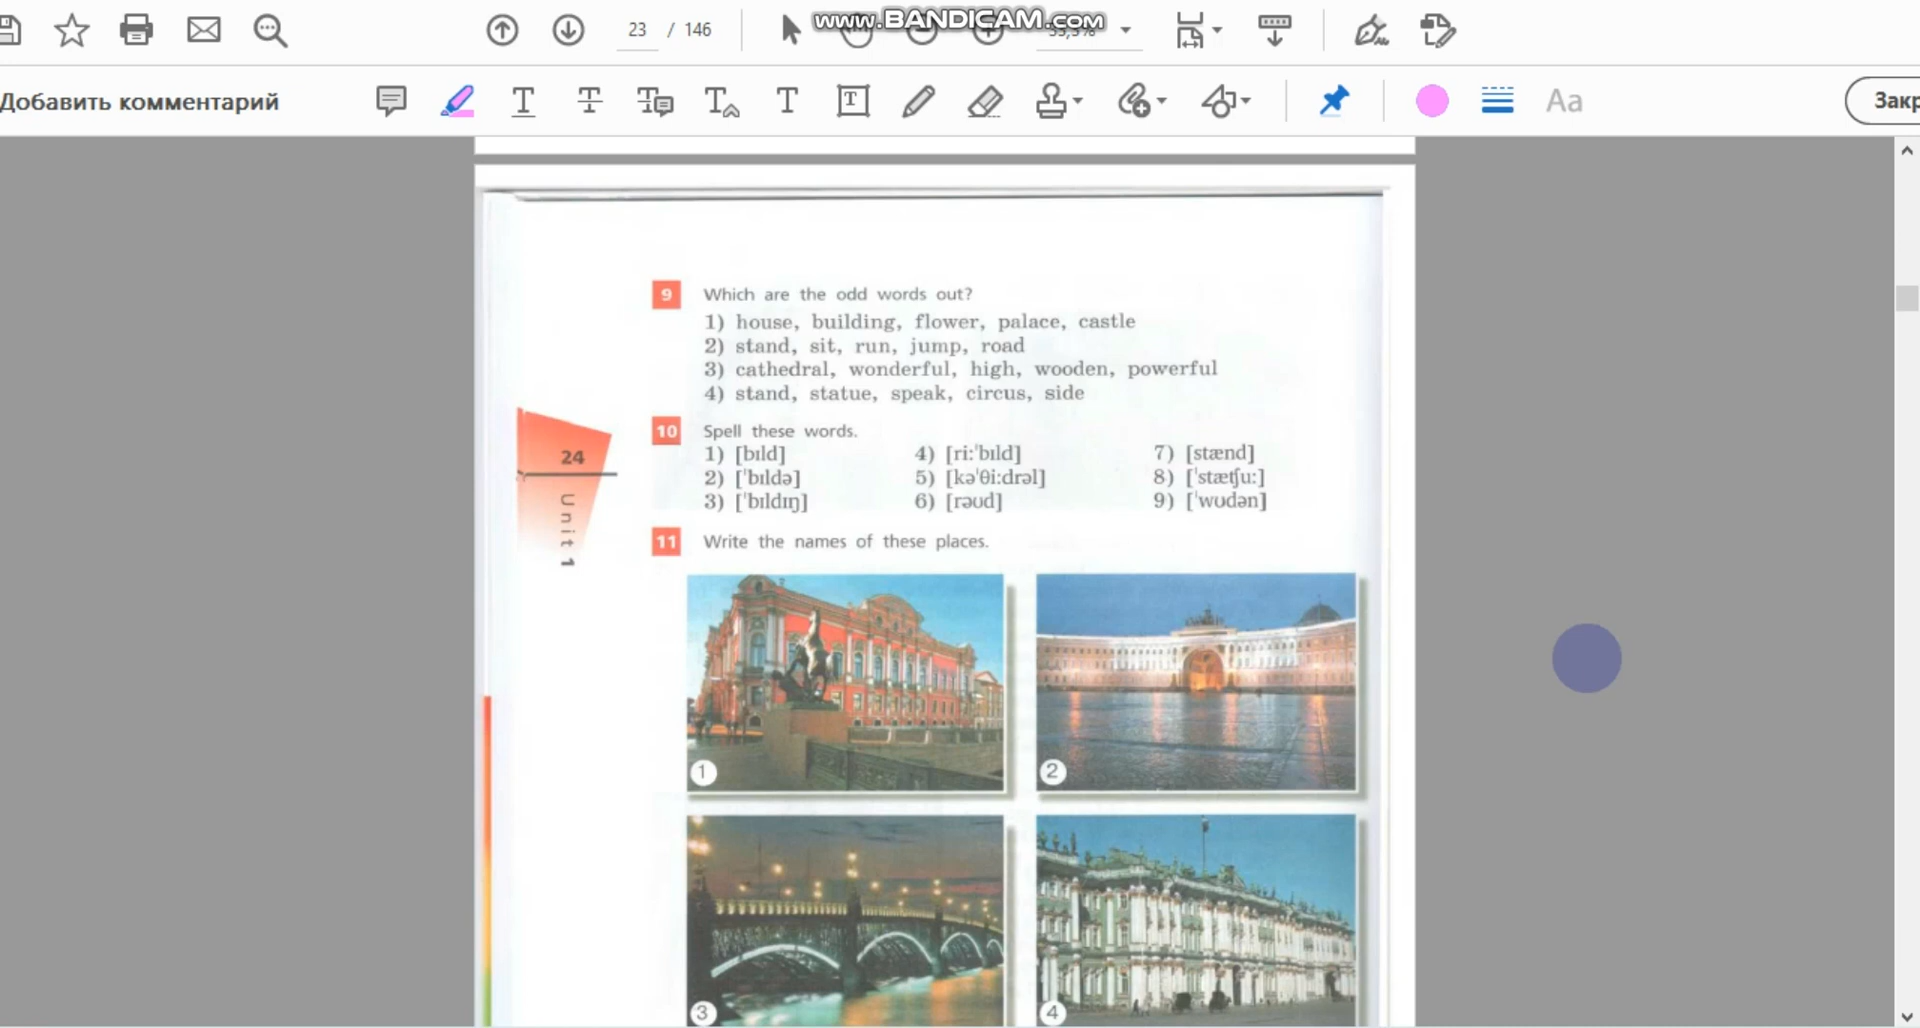 www.BANDICAM.com
23 / 146
53,5%
Добавить комментарий
Aa
9 Which are the odd words out?
1) house, building, flower, palace, castle
2) stand, sit, run, jump, road
3) cathedral, wonderful, high, wooden, powerful
4) stand, statue, speak, circus, side
24
Unit 1
10 Spell these words.
1) [bɪld] 4) [ri:ˈbɪld] 7) [stænd]
2) [ˈbɪldə] 5) [kəˈθi:drəl] 8) [ˈstætʃu:]
3) [ˈbɪldɪŋ] 6) [rəʊd] 9) [ˈwʊdən]
11 Write the names of these places.
1
2
3
4